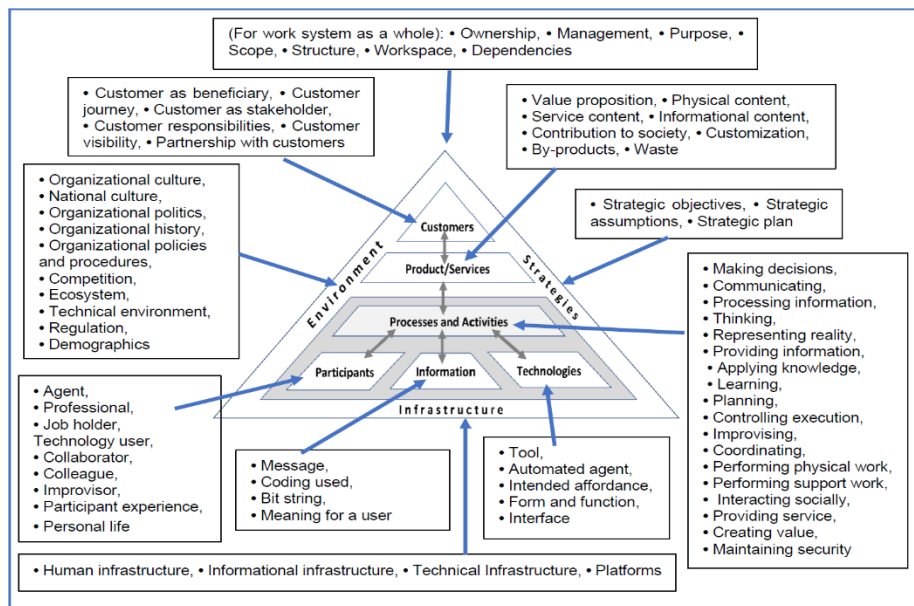 (For work system as a whole): • Ownership, • Management, • Purpose, •
Scope, • Structure, • Workspace, • Dependencies
• Customer as beneficiary, • Customer
journey, • Customer as stakeholder,
• Customer responsibilities, • Customer
visibility, • Partnership with customers
• Value proposition, • Physical content,
• Service content, • Informational content,
• Contribution to society, • Customization,
• By-products, • Waste
• Organizational culture,
• National culture,
• Organizational politics,
• Organizational history,
• Organizational policies
and procedures,
• Competition,
• Ecosystem,
• Technical environment,
• Regulation,
• Demographics
• Strategic objectives, • Strategic
assumptions, • Strategic plan
Customers
Product/Services
Environment
Strategies
Processes and Activities
Participants
Information
Technologies
Infrastructure
• Making decisions,
• Communicating,
• Processing information,
• Thinking,
• Representing reality,
• Providing information,
• Applying knowledge,
• Learning,
• Planning,
• Controlling execution,
• Improvising,
• Coordinating,
• Performing physical work,
• Performing support work,
• Interacting socially,
• Providing service,
• Creating value,
• Maintaining security
• Agent,
• Professional,
• Job holder,
Technology user,
• Collaborator,
• Colleague,
• Improvisor,
• Participant experience,
• Personal life
• Message,
• Coding used,
• Bit string,
• Meaning for a user
• Tool,
• Automated agent,
• Intended affordance,
• Form and function,
• Interface
• Human infrastructure, • Informational infrastructure, • Technical Infrastructure, • Platforms